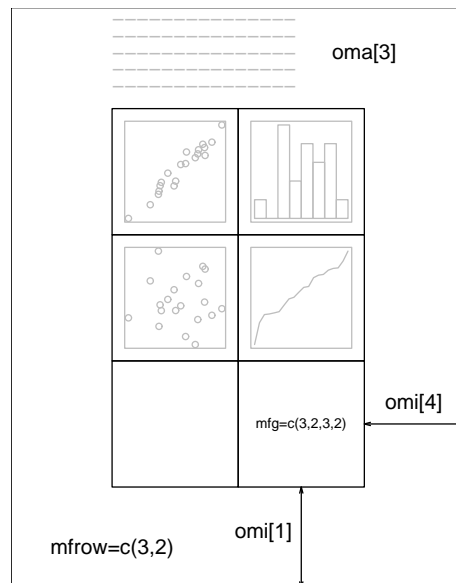 oma[3]
mfg=c(3,2,3,2)
omi[4]
omi[1]
mfrow=c(3,2)